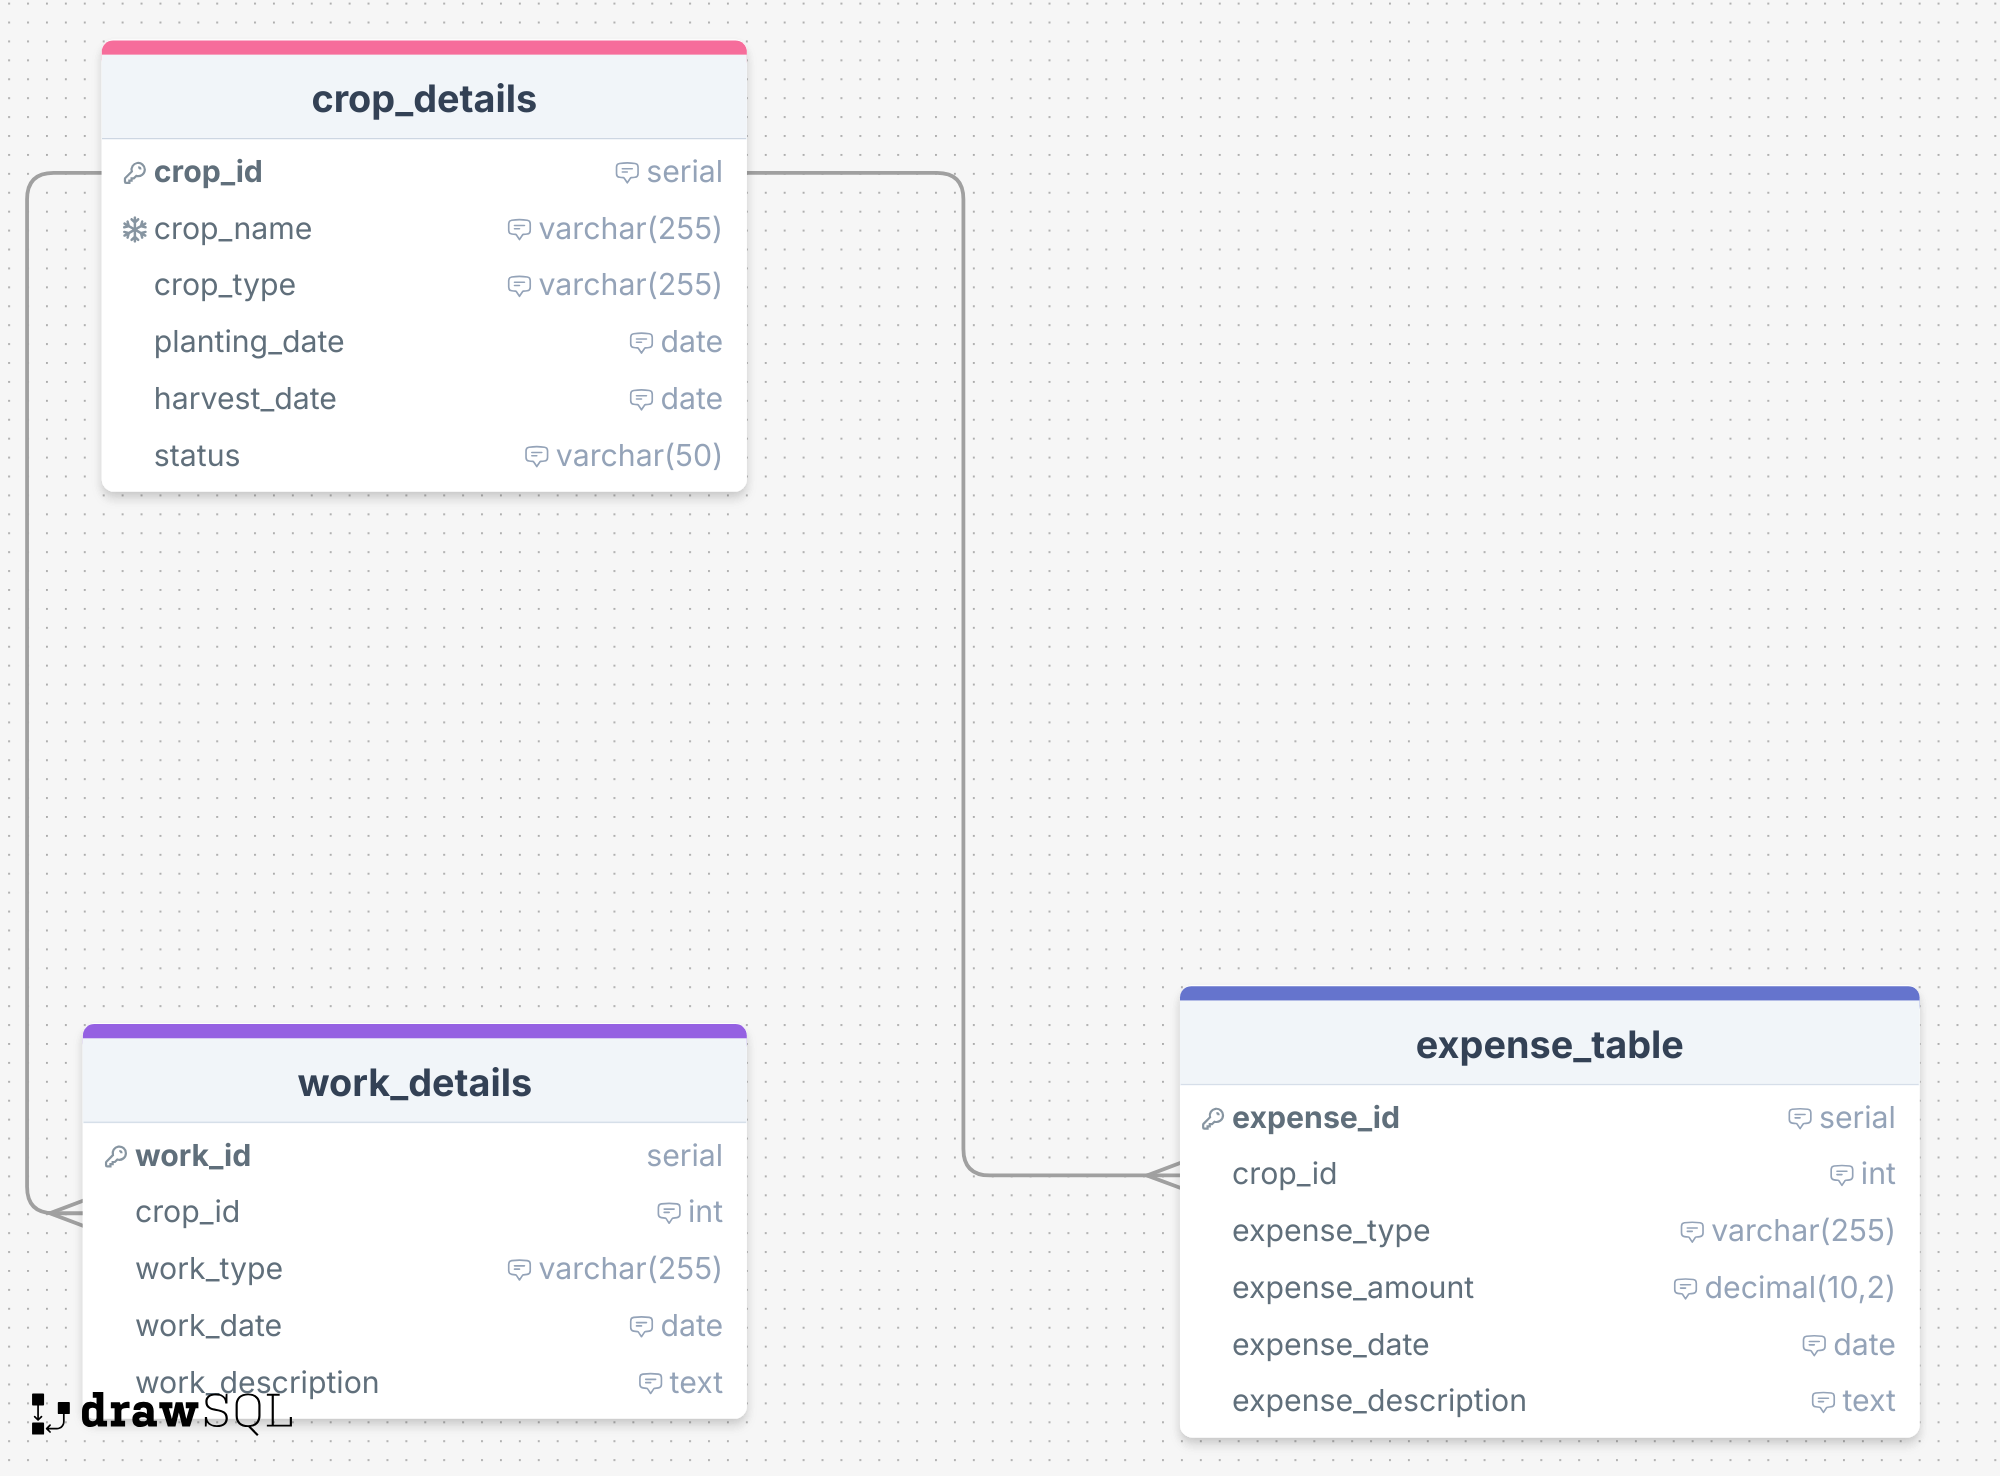 crop_details
crop_id serial
crop_name varchar(255)
crop_type varchar(255)
planting_date date
harvest_date date
status varchar(50)
work_details
work_id serial
crop_id int
work_type varchar(255)
work_date date
work_description text
drawSQL
expense_table
expense_id serial
crop_id int
expense_type varchar(255)
expense_amount decimal(10,2)
expense_date date
expense_description text